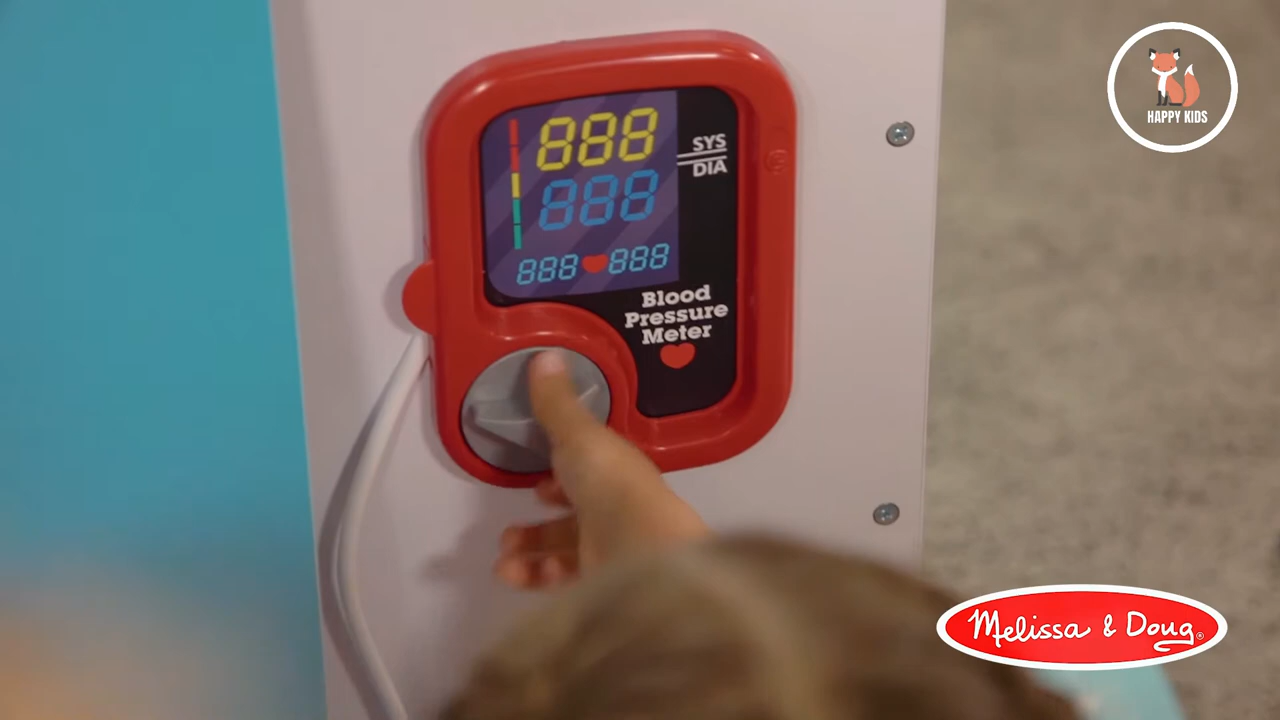 888
SYS
DIA
888
888 888
Blood
Pressure
Meter
HAPPY KIDS
Melissa & Doug®